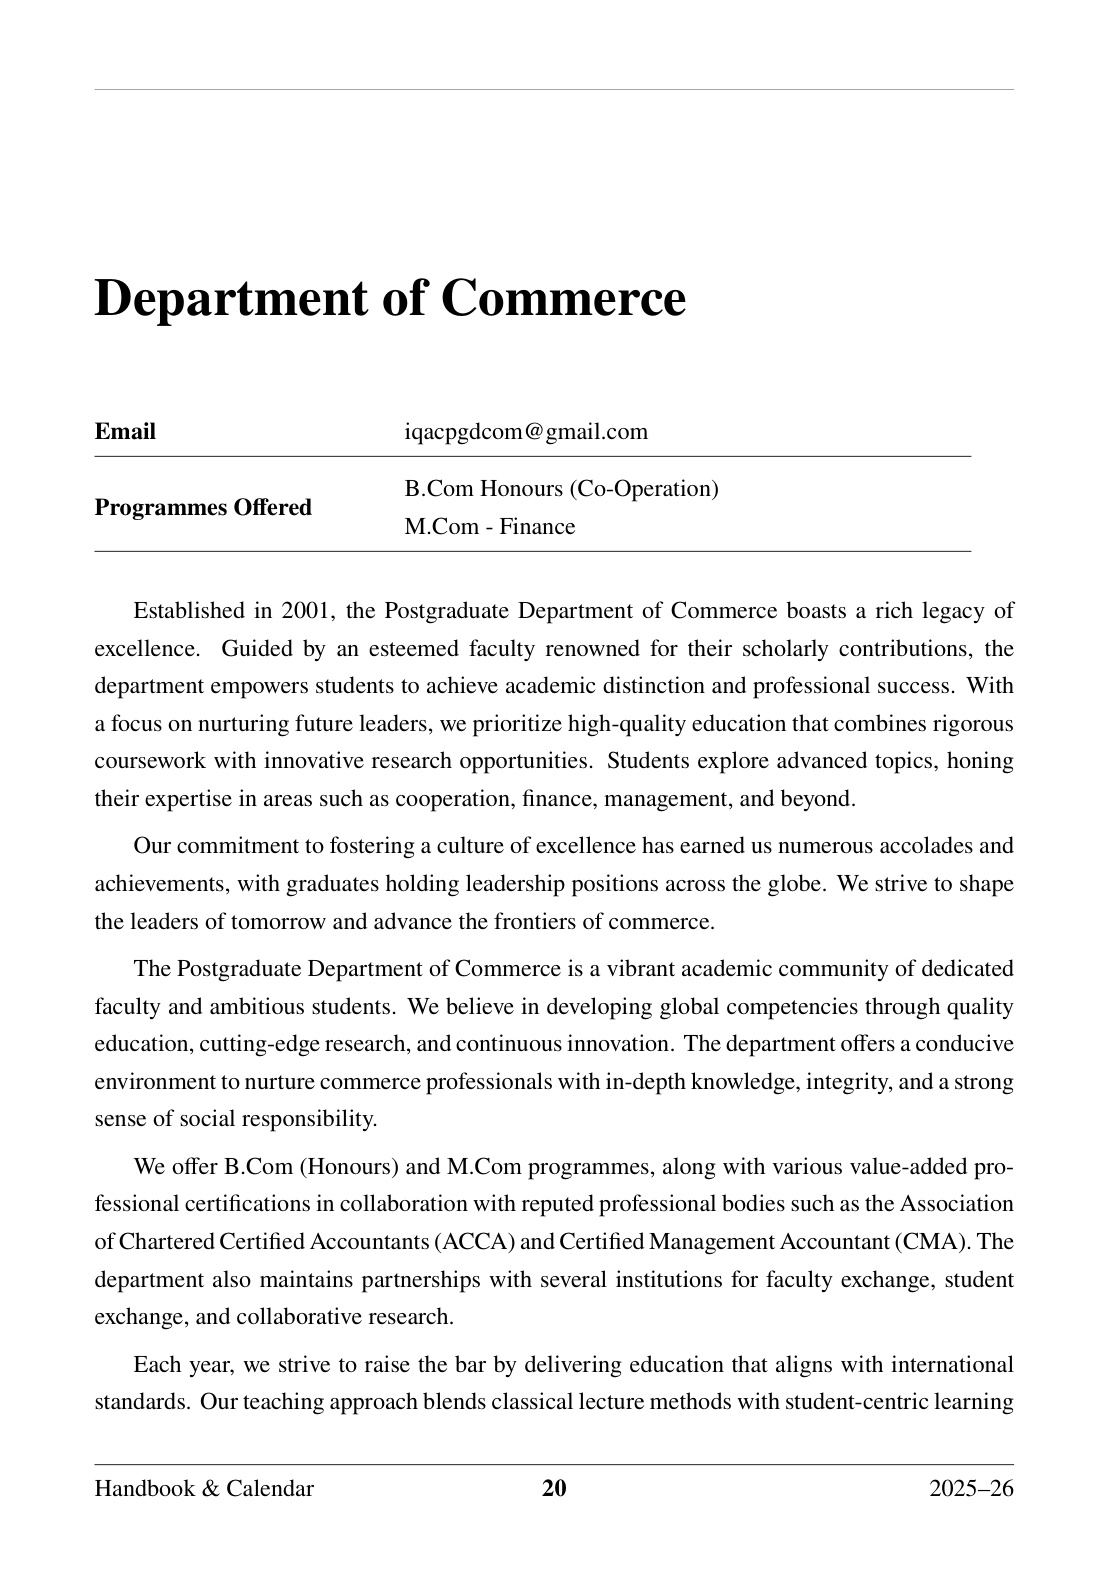 Department of Commerce
Email iqacpgdcom@gmail.com
Programmes Offered
B.Com Honours (Co-Operation)
M.Com - Finance
Established in 2001, the Postgraduate Department of Commerce boasts a rich legacy of
excellence. Guided by an esteemed faculty renowned for their scholarly contributions, the
department empowers students to achieve academic distinction and professional success. With
a focus on nurturing future leaders, we prioritize high-quality education that combines rigorous
coursework with innovative research opportunities. Students explore advanced topics, honing
their expertise in areas such as cooperation, finance, management, and beyond.
Our commitment to fostering a culture of excellence has earned us numerous accolades and
achievements, with graduates holding leadership positions across the globe. We strive to shape
the leaders of tomorrow and advance the frontiers of commerce.
The Postgraduate Department of Commerce is a vibrant academic community of dedicated
faculty and ambitious students. We believe in developing global competencies through quality
education, cutting-edge research, and continuous innovation. The department offers a conducive
environment to nurture commerce professionals with in-depth knowledge, integrity, and a strong
sense of social responsibility.
We offer B.Com (Honours) and M.Com programmes, along with various value-added pro-
fessional certifications in collaboration with reputed professional bodies such as the Association
of Chartered Certified Accountants (ACCA) and Certified Management Accountant (CMA). The
department also maintains partnerships with several institutions for faculty exchange, student
exchange, and collaborative research.
Each year, we strive to raise the bar by delivering education that aligns with international
standards. Our teaching approach blends classical lecture methods with student-centric learning
Handbook & Calendar 20 2025–26